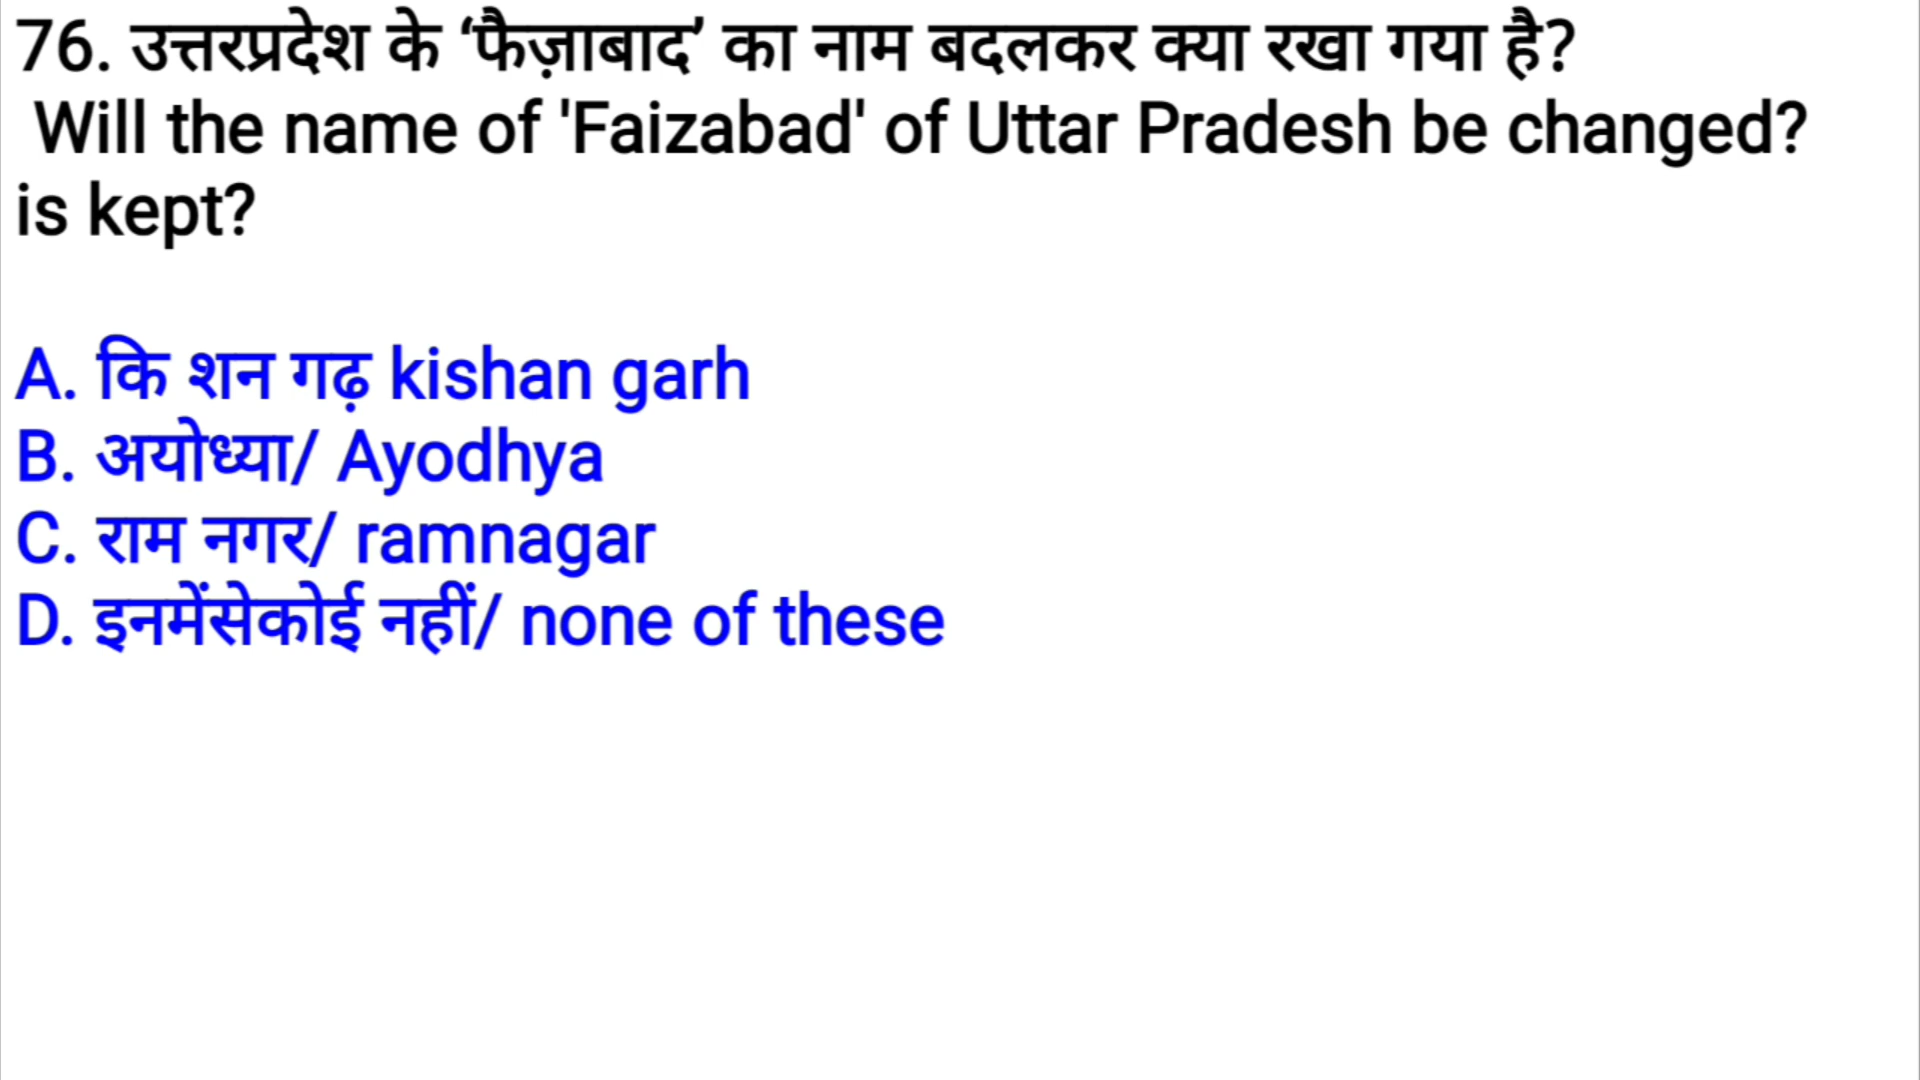 76. उत्तरप्रदेश के ‘फैज़ाबाद’ का नाम बदलकर क्या रखा गया है?
Will the name of 'Faizabad' of Uttar Pradesh be changed?
is kept?
A. कि शन गढ़ kishan garh
B. अयोध्या/ Ayodhya
C. राम नगर/ ramnagar
D. इनमेंसेकोई नहीं/ none of these